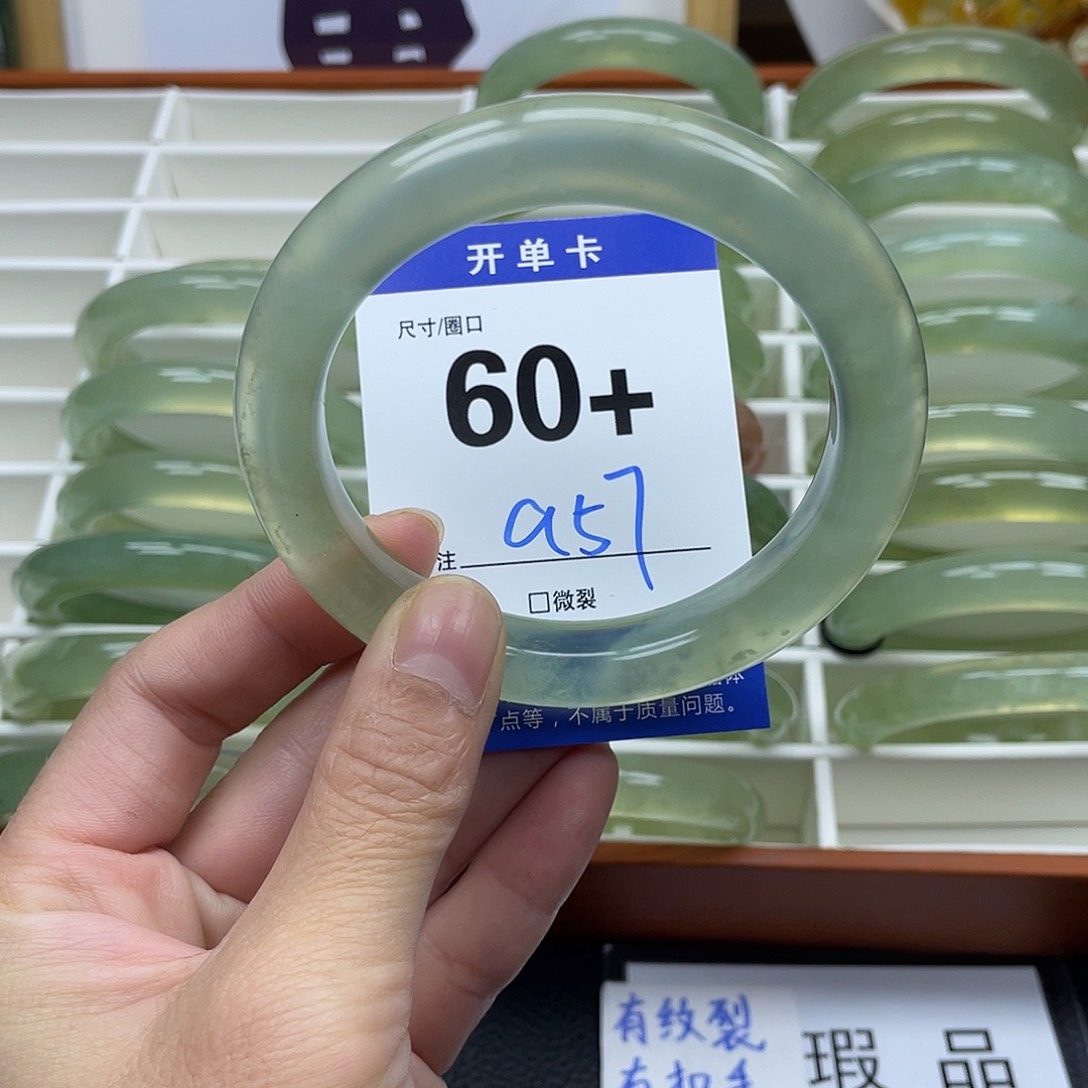 开单卡
尺寸/圈口
60+
注 a57
□微裂
点等，不属于质量问题。
有纹裂
瑕 品